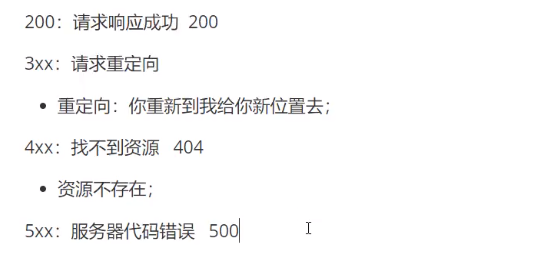 200：请求响应成功 200
3xx：请求重定向
• 重定向：你重新到我给你新位置去；
4xx：找不到资源 404
• 资源不存在；
5xx：服务器代码错误 500